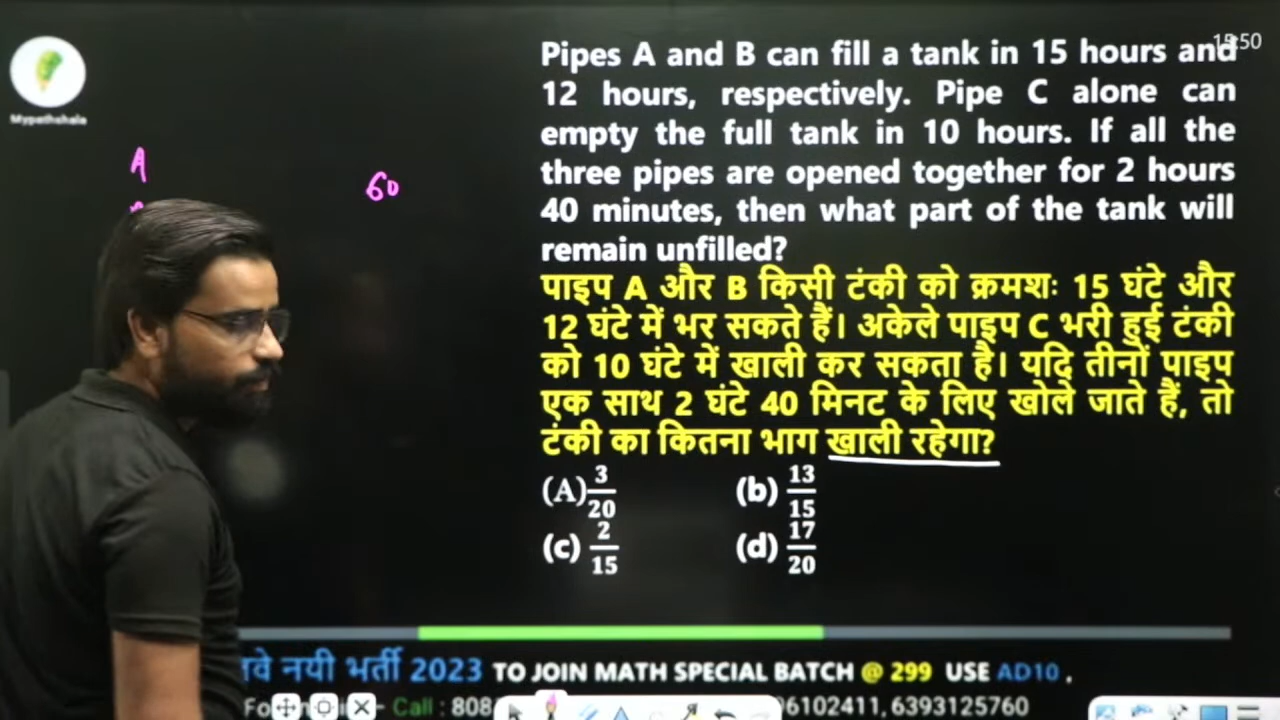 15:50
Mypathshala
Pipes A and B can fill a tank in 15 hours and
12 hours, respectively. Pipe C alone can
empty the full tank in 10 hours. If all the
three pipes are opened together for 2 hours
40 minutes, then what part of the tank will
remain unfilled?
A
60
पाइप A और B किसी टंकी को क्रमशः 15 घंटे और
12 घंटे में भर सकते हैं। अकेले पाइप C भरी हुई टंकी
को 10 घंटे में खाली कर सकता है। यदि तीनों पाइप
एक साथ 2 घंटे 40 मिनट के लिए खोले जाते हैं, तो
टंकी का कितना भाग खाली रहेगा?
(A) 3/20 (b) 13/15
(c) 2/15 (d) 17/20
नयी भर्ती 2023 TO JOIN MATH SPECIAL BATCH @ 299 USE AD10 .
- Call : 808 96102411, 6393125760